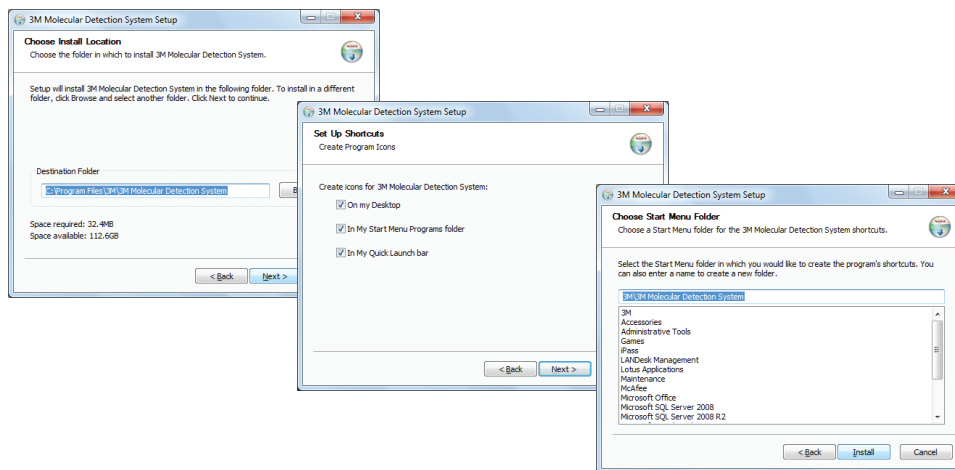 3M Molecular Detection System Setup
Choose Install Location
Choose the folder in which to install 3M Molecular Detection System.
Setup will install 3M Molecular Detection System in the following folder. To install in a different
folder, click Browse and select another folder. Click Next to continue.
Destination Folder
C:\Program Files\3M\3M Molecular Detection System
B
Space required: 32.4MB
Space available: 112.6GB
< Back
Next >
3M Molecular Detection System Setup
Set Up Shortcuts
Create Program Icons
Create icons for 3M Molecular Detection System:
On my Desktop
In My Start Menu Programs folder
In My Quick Launch bar
< Back
Next >
3M Molecular Detection System Setup
Choose Start Menu Folder
Choose a Start Menu folder for the 3M Molecular Detection System shortcuts.
Select the Start Menu folder in which you would like to create the program's shortcuts. You
can also enter a name to create a new folder.
3M\3M Molecular Detection System
3M
Accessories
Administrative Tools
Games
iPass
LANDesk Management
Lotus Applications
Maintenance
McAfee
Microsoft Office
Microsoft SQL Server 2008
Microsoft SQL Server 2008 R2
< Back
Install
Cancel